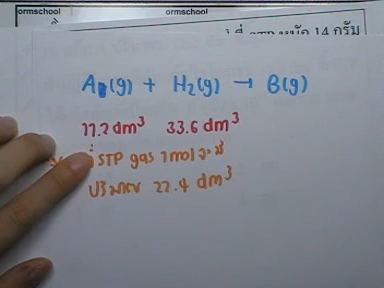 ormschool
ormschool
ที่ STP หนัก 14 กรัม
A(g) + H₂(g) → B(g)
11.2 dm³ 33.6 dm³
ที่ STP gas 1 mol จะมี
ปริมาตร 22.4 dm³